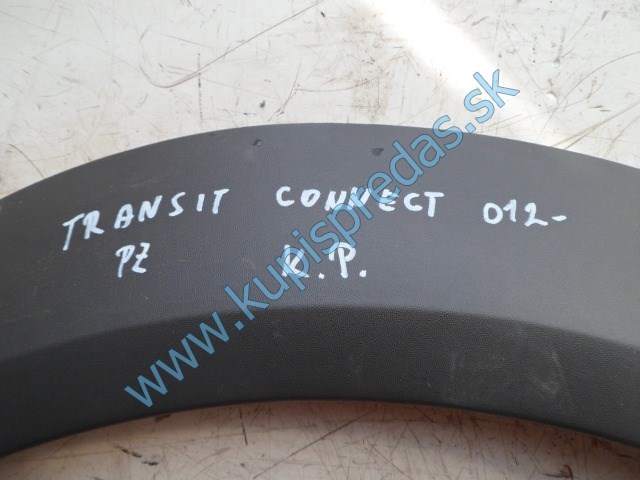 TRANSIT CONNECT 012-
PZ K.P.
www.kupispredas.sk